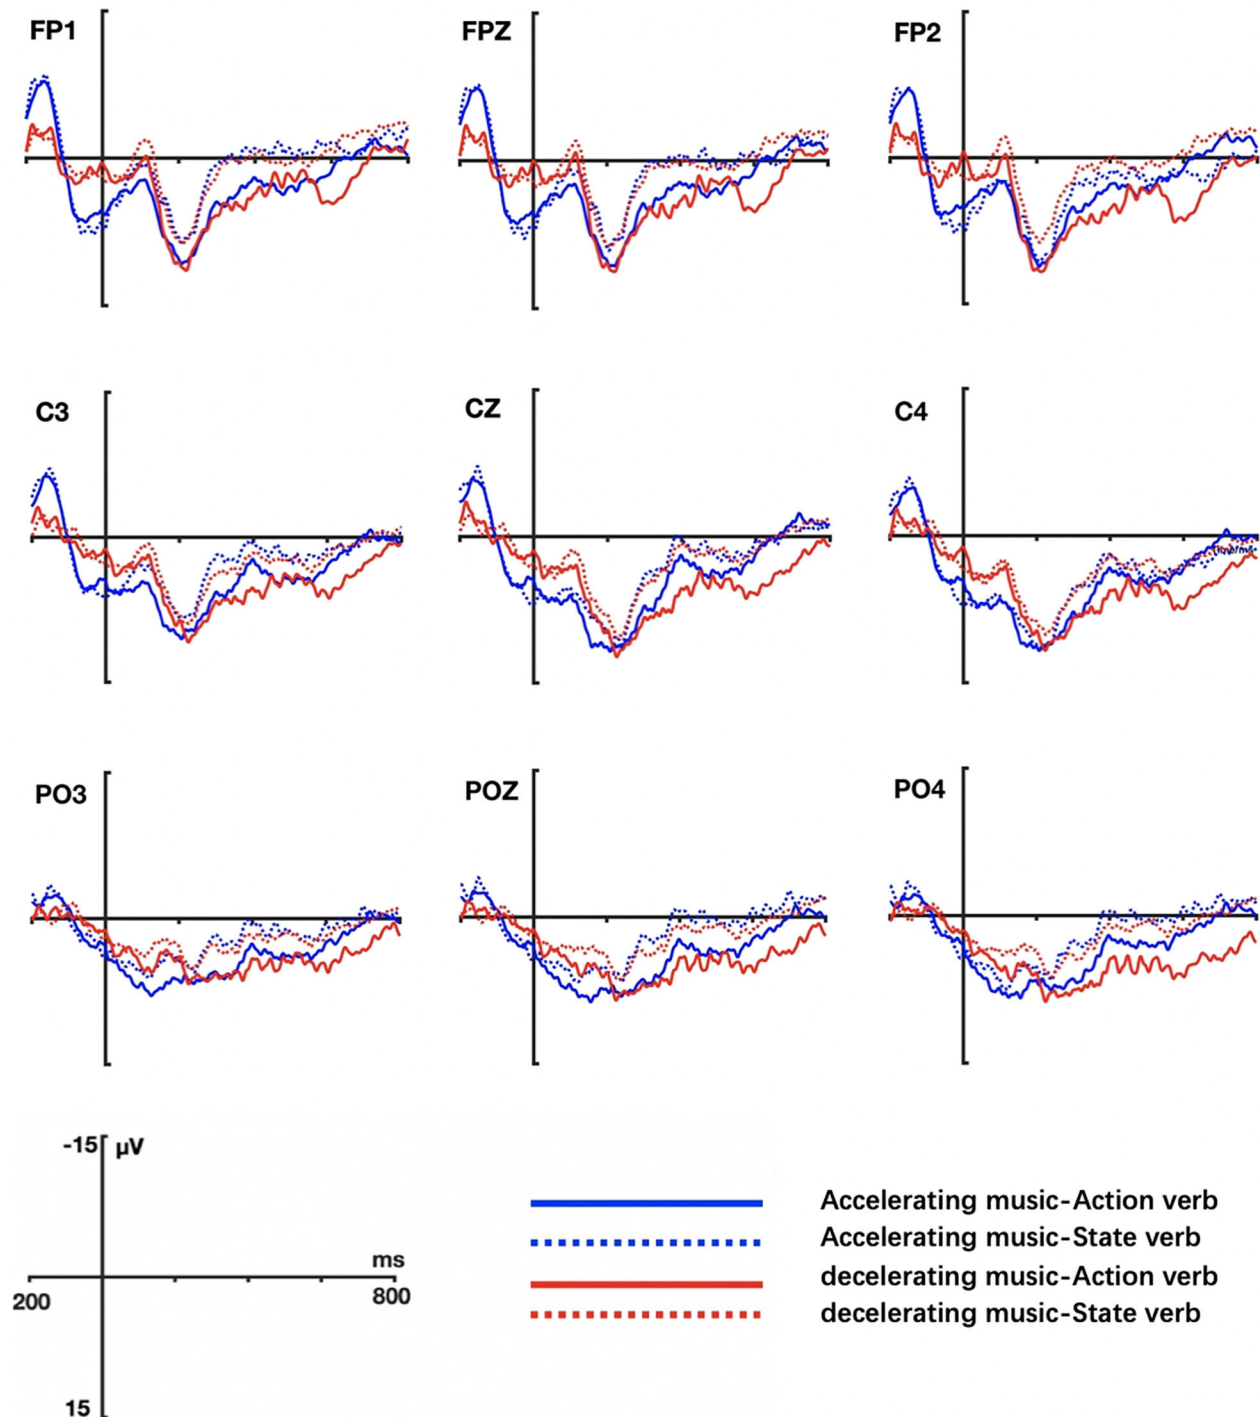 FP1
FPZ
FP2
C3
CZ
C4
PO3
POZ
PO4
-15 µV
ms
200
800
15
Accelerating music-Action verb
Accelerating music-State verb
decelerating music-Action verb
decelerating music-State verb